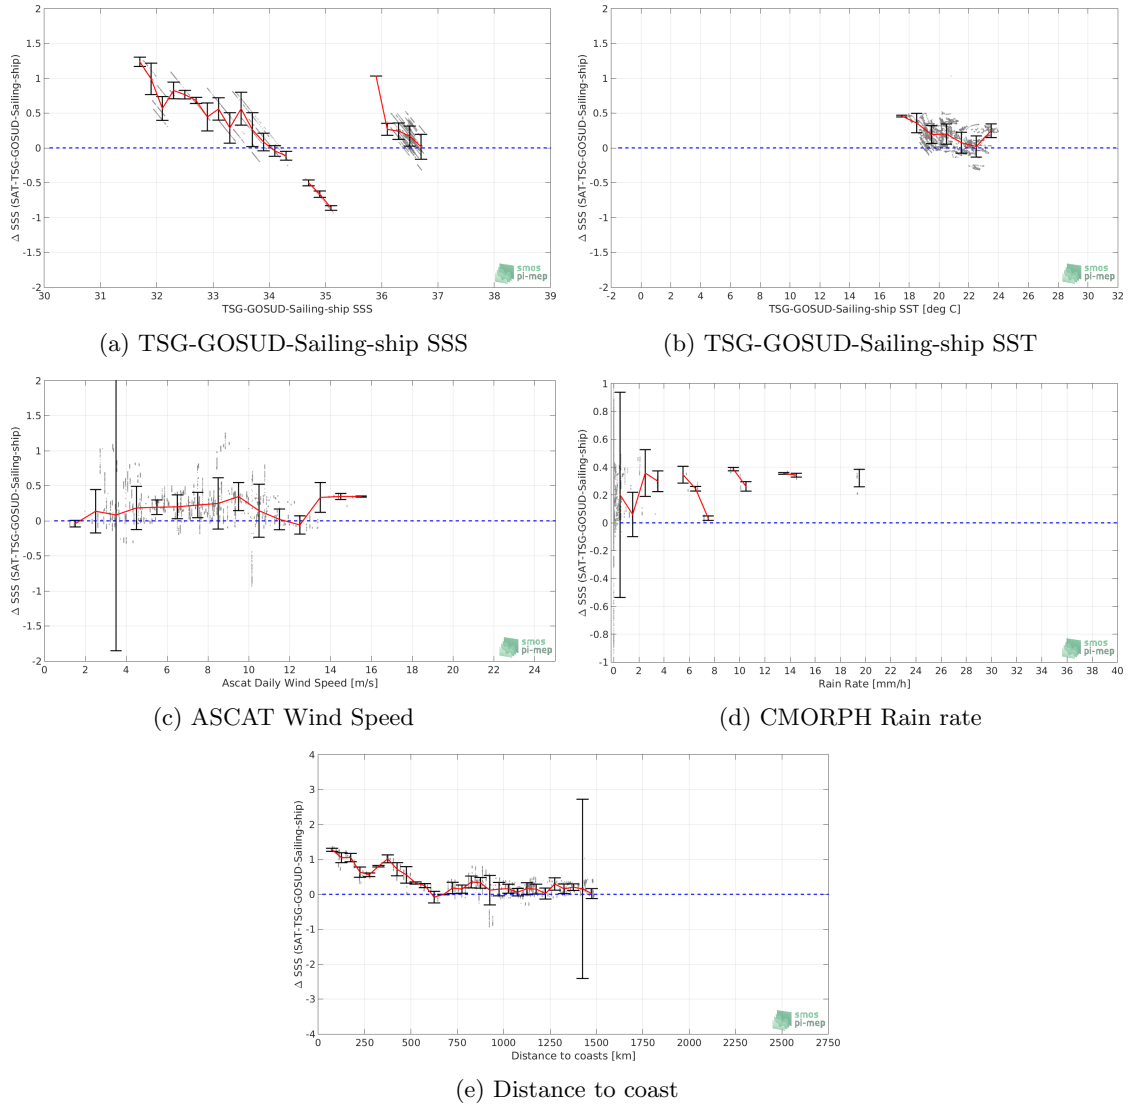 2
1.5
1
0.5
0
-0.5
-1
-1.5
-2
Δ SSS (SAT-TSG-GOSUD-Sailing-ship)
30 31 32 33 34 35 36 37 38 39
TSG-GOSUD-Sailing-ship SSS
smos
pi-mep
(a) TSG-GOSUD-Sailing-ship SSS
2
1.5
1
0.5
0
-0.5
-1
-1.5
-2
Δ SSS (SAT-TSG-GOSUD-Sailing-ship)
-2 0 2 4 6 8 10 12 14 16 18 20 22 24 26 28 30 32
TSG-GOSUD-Sailing-ship SST [deg C]
smos
pi-mep
(b) TSG-GOSUD-Sailing-ship SST
2
1.5
1
0.5
0
-0.5
-1
-1.5
-2
Δ SSS (SAT-TSG-GOSUD-Sailing-ship)
2 4 6 8 10 12 14 16 18 20 22 24
Ascat Daily Wind Speed [m/s]
smos
pi-mep
(c) ASCAT Wind Speed
1
0.8
0.6
0.4
0.2
0
-0.2
-0.4
-0.6
-0.8
-1
Δ SSS (SAT-TSG-GOSUD-Sailing-ship)
0 2 4 6 8 10 12 14 16 18 20 22 24 26 28 30 32 34 36 38 40
Rain Rate [mm/h]
smos
pi-mep
(d) CMORPH Rain rate
4
3
2
1
0
-1
-2
-3
-4
Δ SSS (SAT-TSG-GOSUD-Sailing-ship)
0 250 500 750 1000 1250 1500 1750 2000 2250 2500 2750
Distance to coasts [km]
smos
pi-mep
(e) Distance to coast